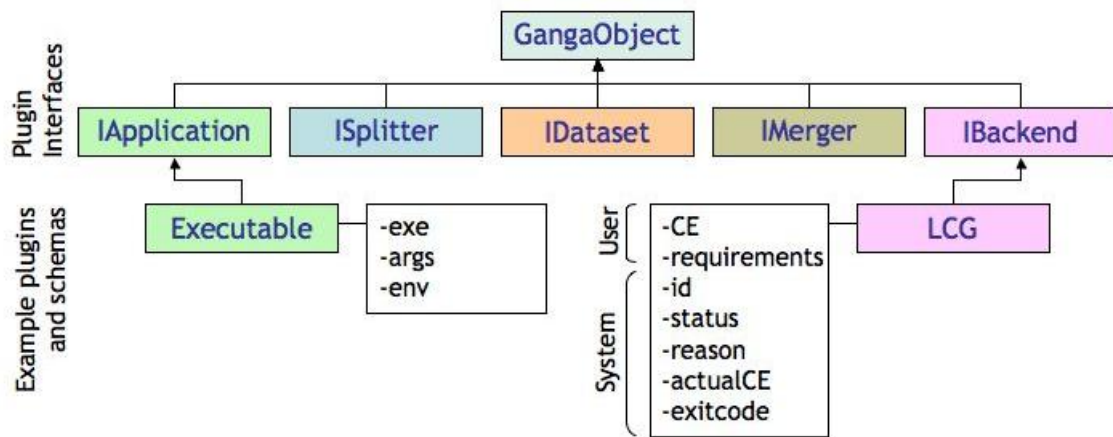 GangaObject
Plugin
Interfaces
IApplication
ISplitter
IDataset
IMerger
IBackend
Example plugins
and schemas
Executable
-exe
-args
-env
User
System
-CE
-requirements
-id
-status
-reason
-actualCE
-exitcode
LCG